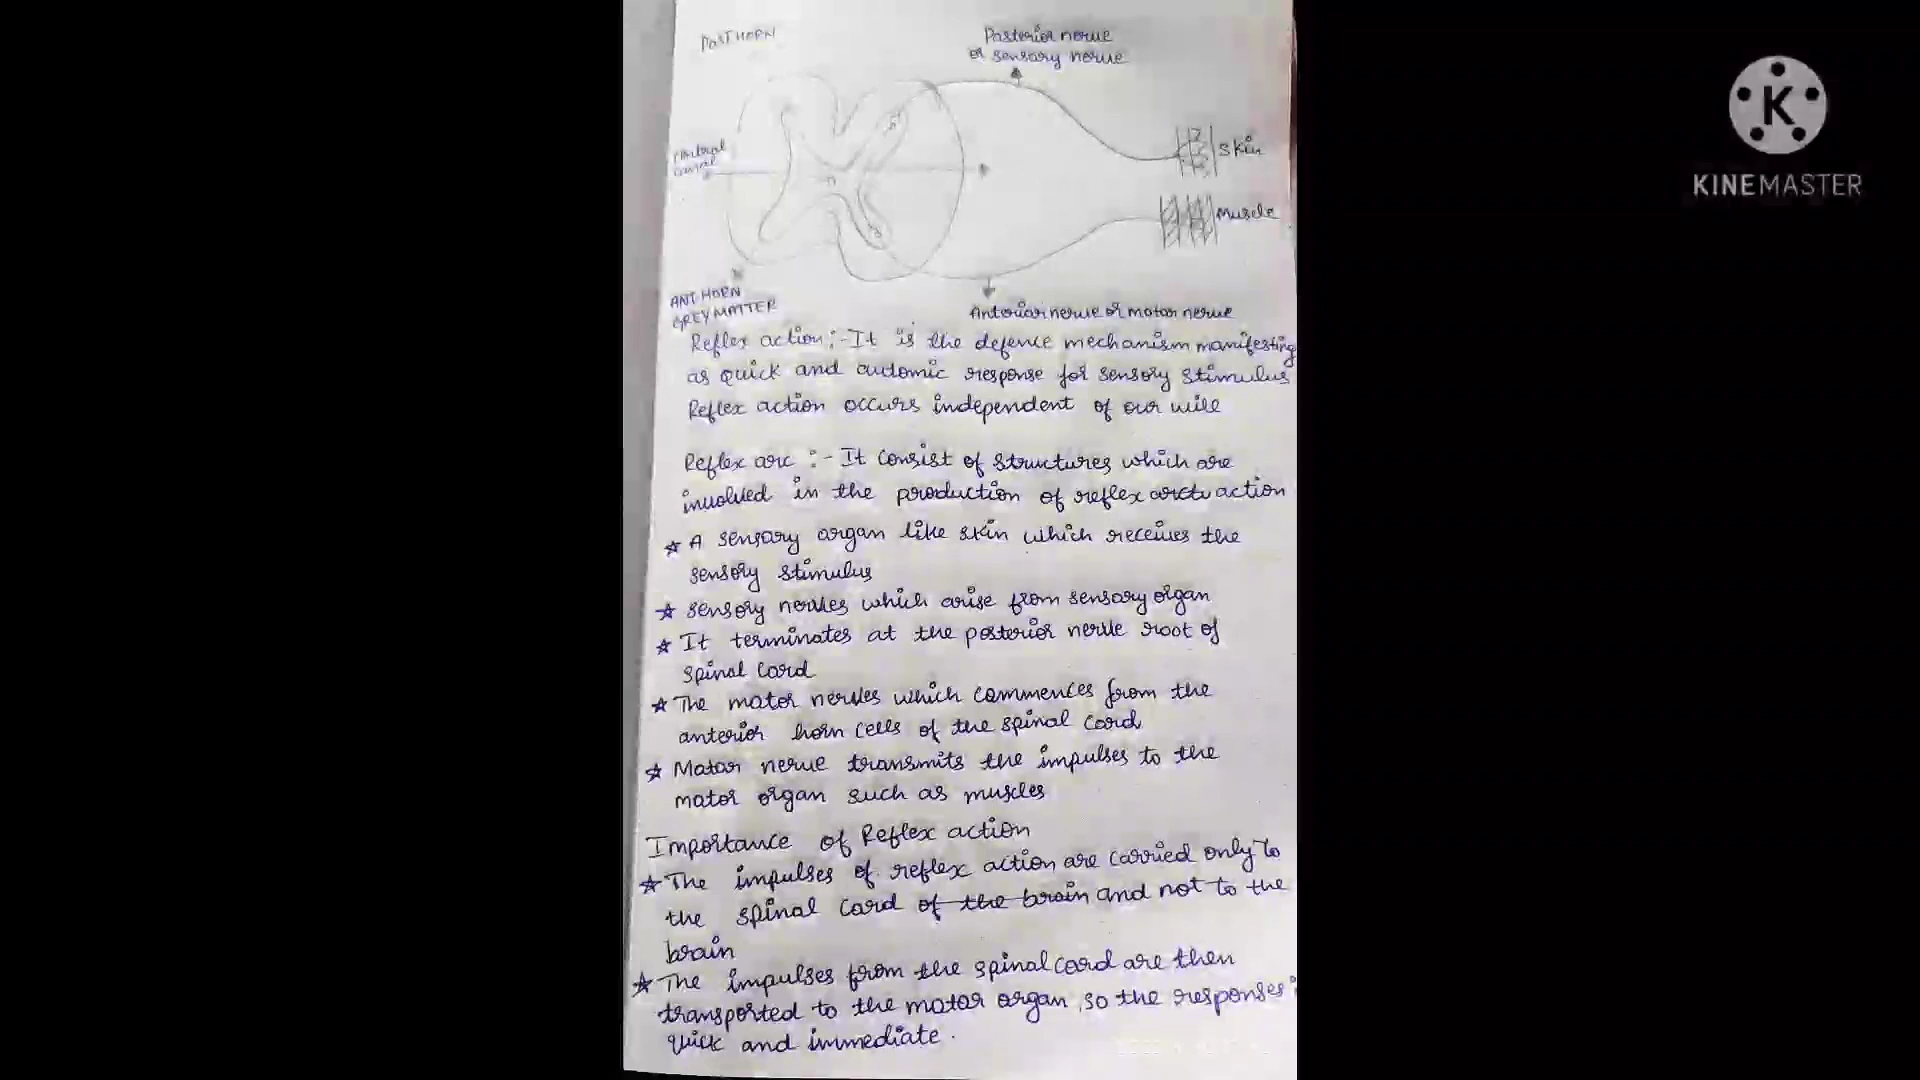 POST HORN
Posterior nerve
or sensory nerve
central
canal
skin
Muscle
ANT HORN
GREY MATTER
Anterior nerve or motor nerve
Reflex action :- It is the defence mechanism manifesting
as quick and automic response for sensory stimulus
Reflex action occurs independent of our will
Reflex arc :- It consist of structures which are
involved in the production of reflex action
☆ A sensory organ like skin which receives the
sensory stimulus
☆ sensory nerves which arise from sensory organ
☆ It terminates at the posterior nerve root of
spinal cord
☆ The motor nerves which commences from the
anterior horn cells of the spinal cord
☆ Motor nerve transmits the impulses to the
motor organ such as muscles
Importance of Reflex action
☆ The impulses of reflex action are carried only to
the spinal cord of the brain and not to the
brain
☆ The impulses from the spinal cord are then
transported to the motor organ, so the responses
quick and immediate.
K
KINEMASTER